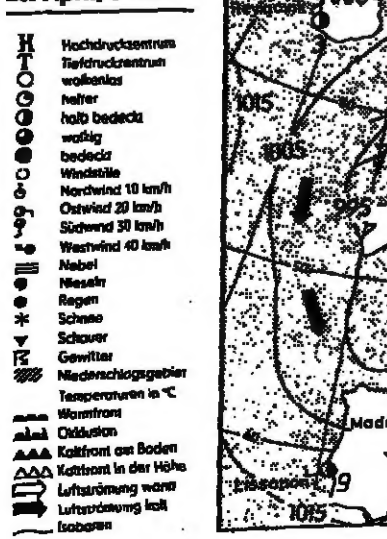 H Hochdruckzentrum
T Tiefdruckzentrum
wolkenlos
heiter
halb bedeckt
wolkig
bedeckt
Windstille
Nordwind 10 km/h
Ostwind 20 km/h
Südwind 30 km/h
Westwind 40 km/h
Nebel
Nieseln
Regen
Schnee
Schauer
Gewitter
Niederschlagsgebiet
Temperaturen in °C
Warmfront
Okklusion
Kaltfront am Boden
Kaltfront in der Höhe
Luftströmung warm
Luftströmung kalt
Isobaren
Reykjavik
1015
1005
995
Mad
Lissabon
19
1015